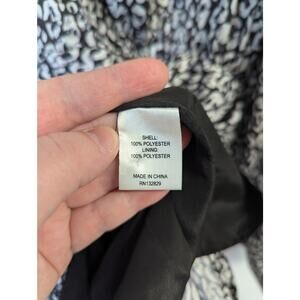 SHELL:
100% POLYESTER
LINING:
100% POLYESTER
MADE IN CHINA
RN132829